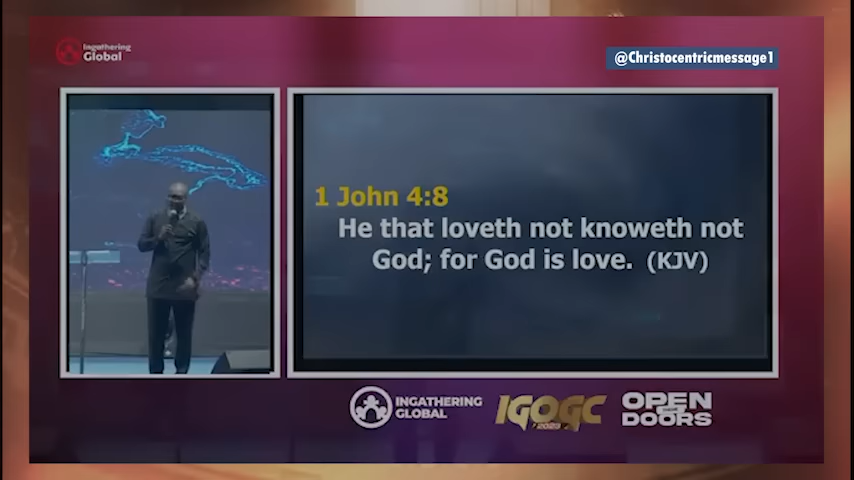 Ingathering
Global
@Christocentricmessage1
1 John 4:8
He that loveth not knoweth not
God; for God is love. (KJV)
INGATHERING
GLOBAL
IGOGC
2023
OPEN
DOORS